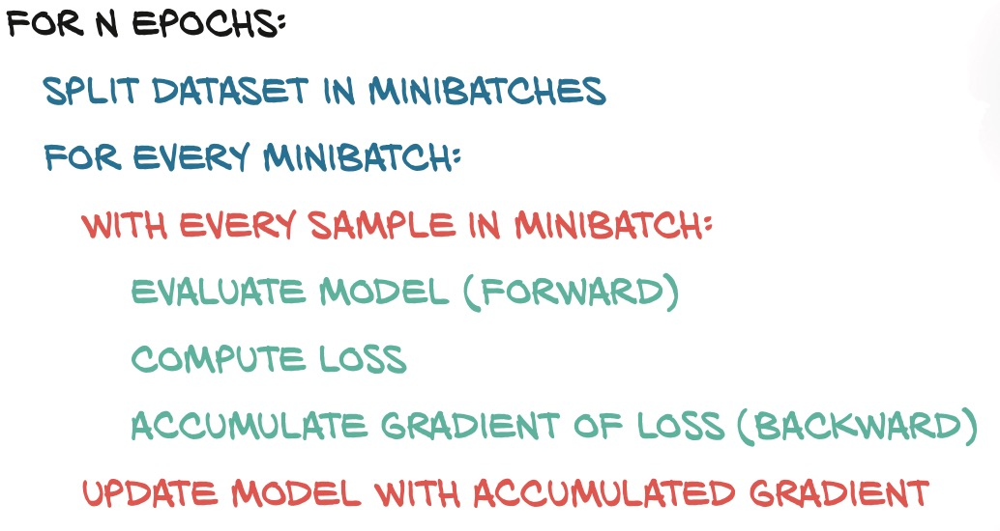 FOR N EPOCHS:
SPLIT DATASET IN MINIBATCHES
FOR EVERY MINIBATCH:
WITH EVERY SAMPLE IN MINIBATCH:
EVALUATE MODEL (FORWARD)
COMPUTE LOSS
ACCUMULATE GRADIENT OF LOSS (BACKWARD)
UPDATE MODEL WITH ACCUMULATED GRADIENT